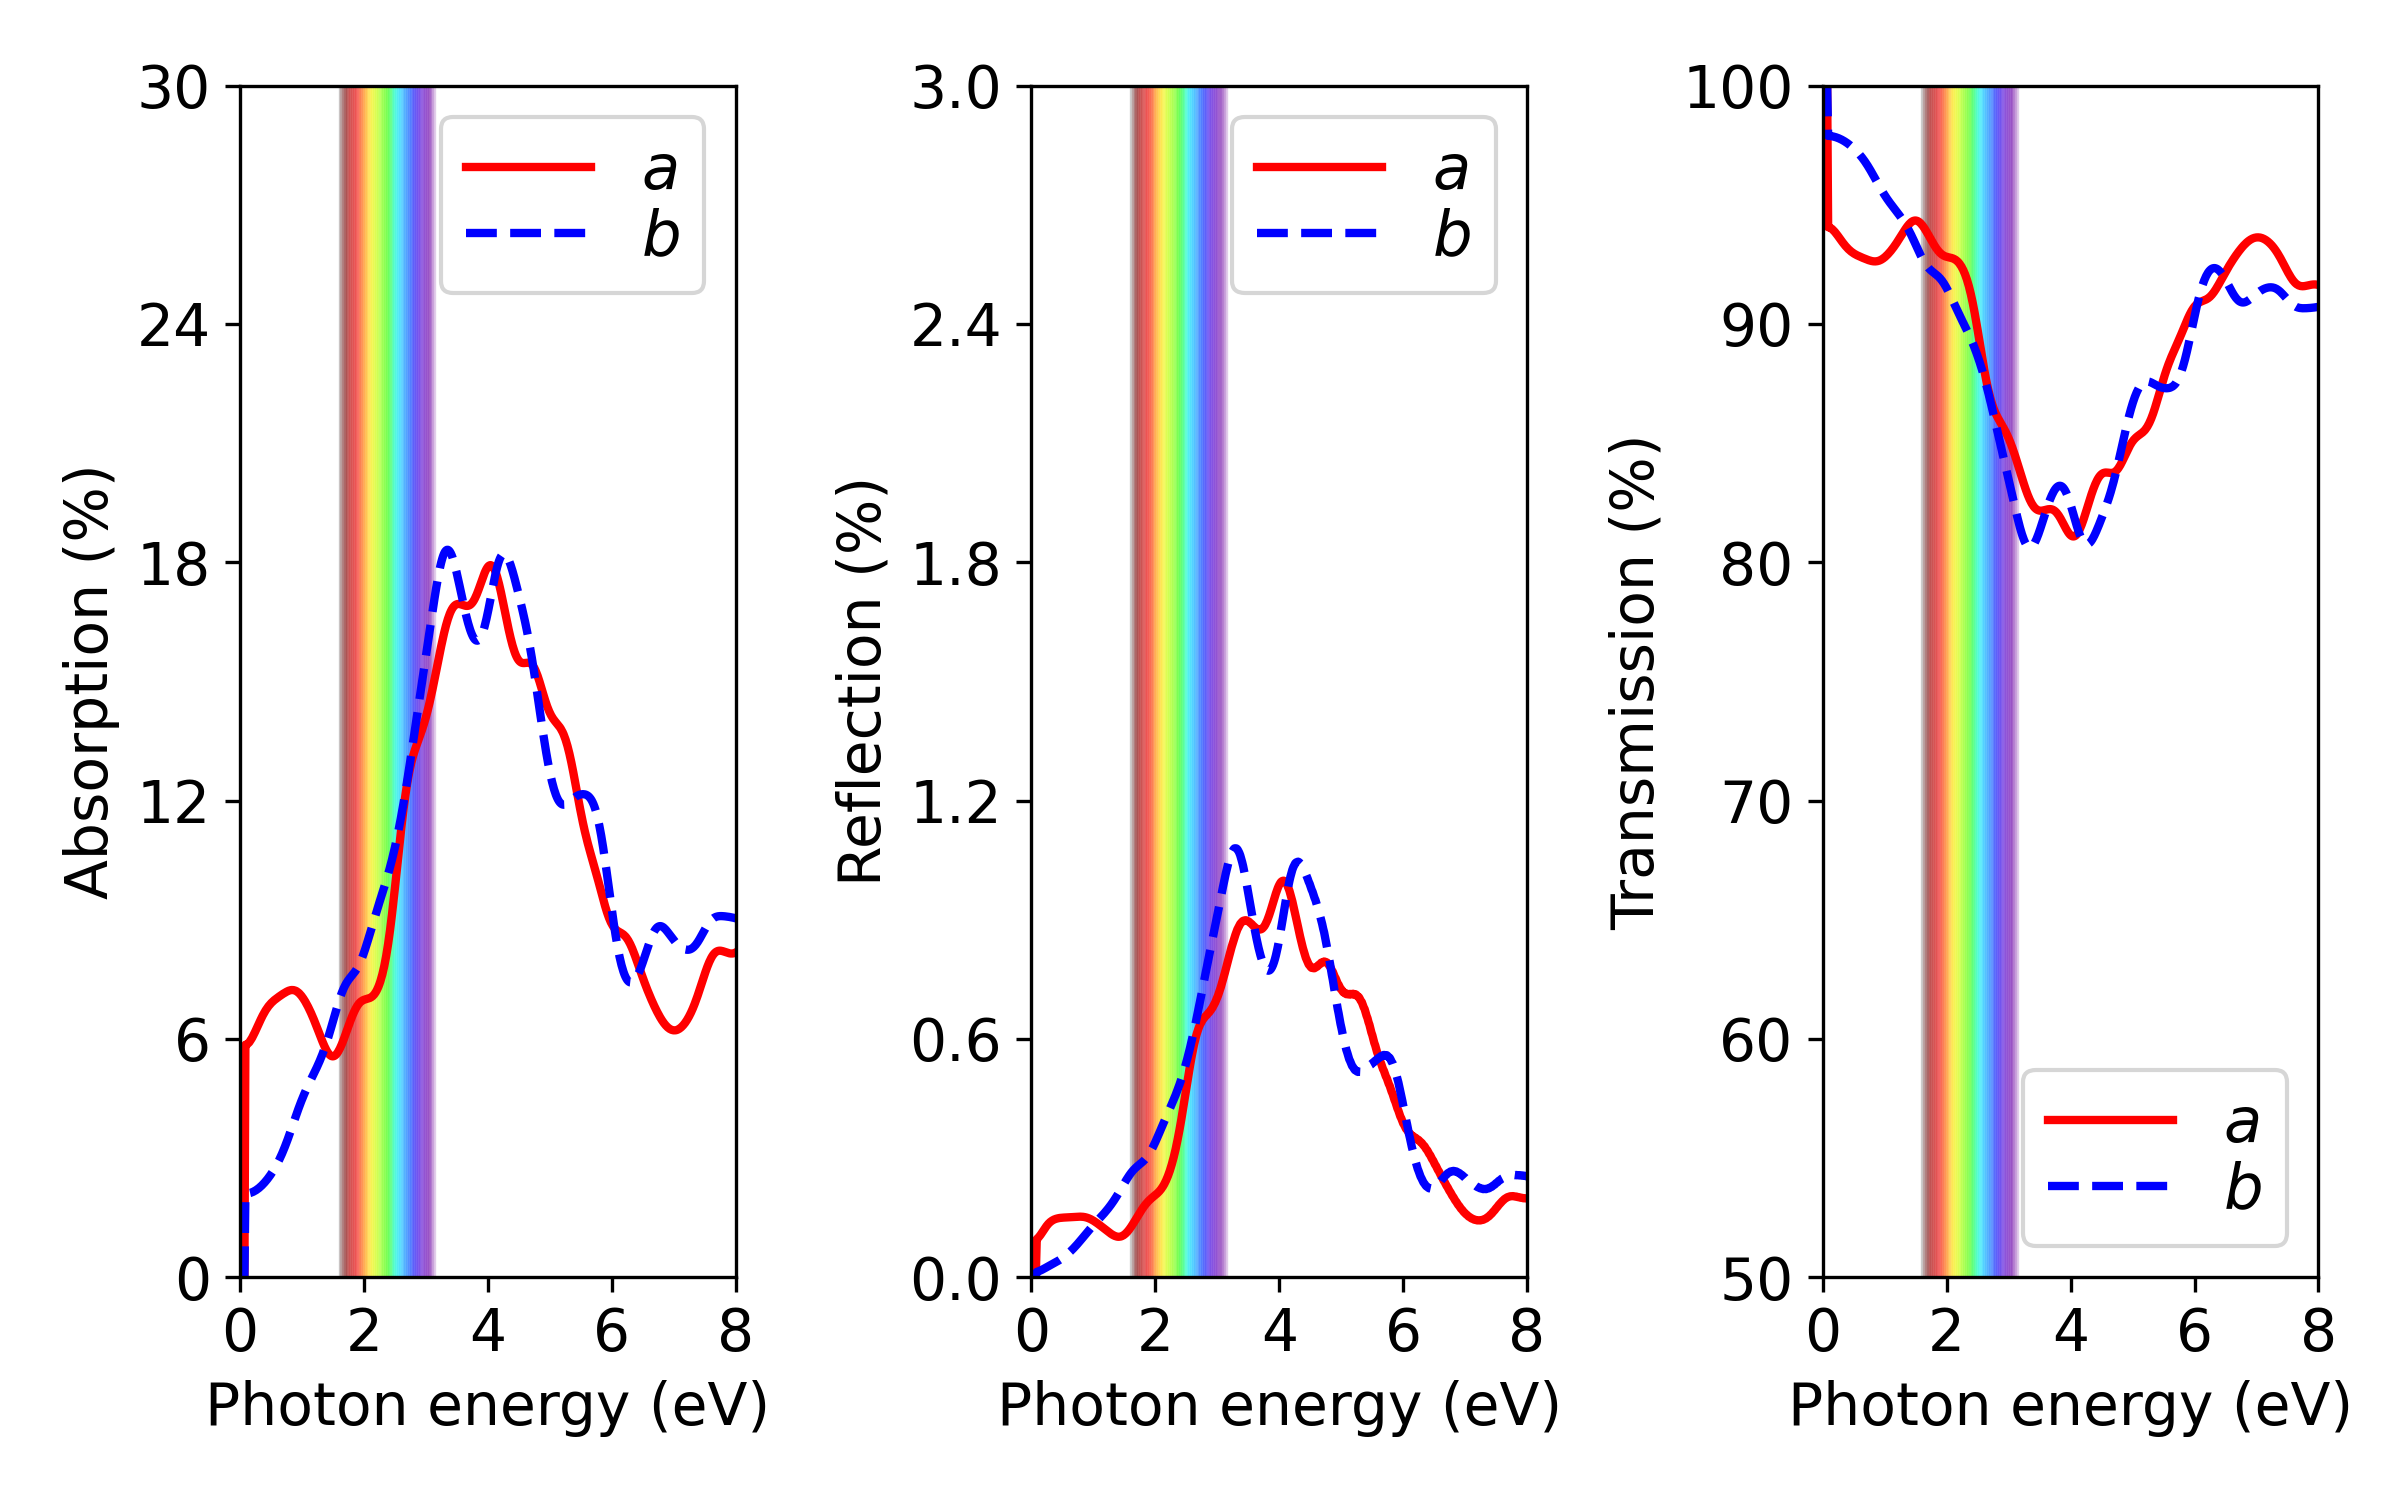 Absorption (%)
30
24
18
12
6
0
0 2 4 6 8
Photon energy (eV)
a
b
Reflection (%)
3.0
2.4
1.8
1.2
0.6
0.0
0 2 4 6 8
Photon energy (eV)
a
b
Transmission (%)
100
90
80
70
60
50
0 2 4 6 8
Photon energy (eV)
a
b